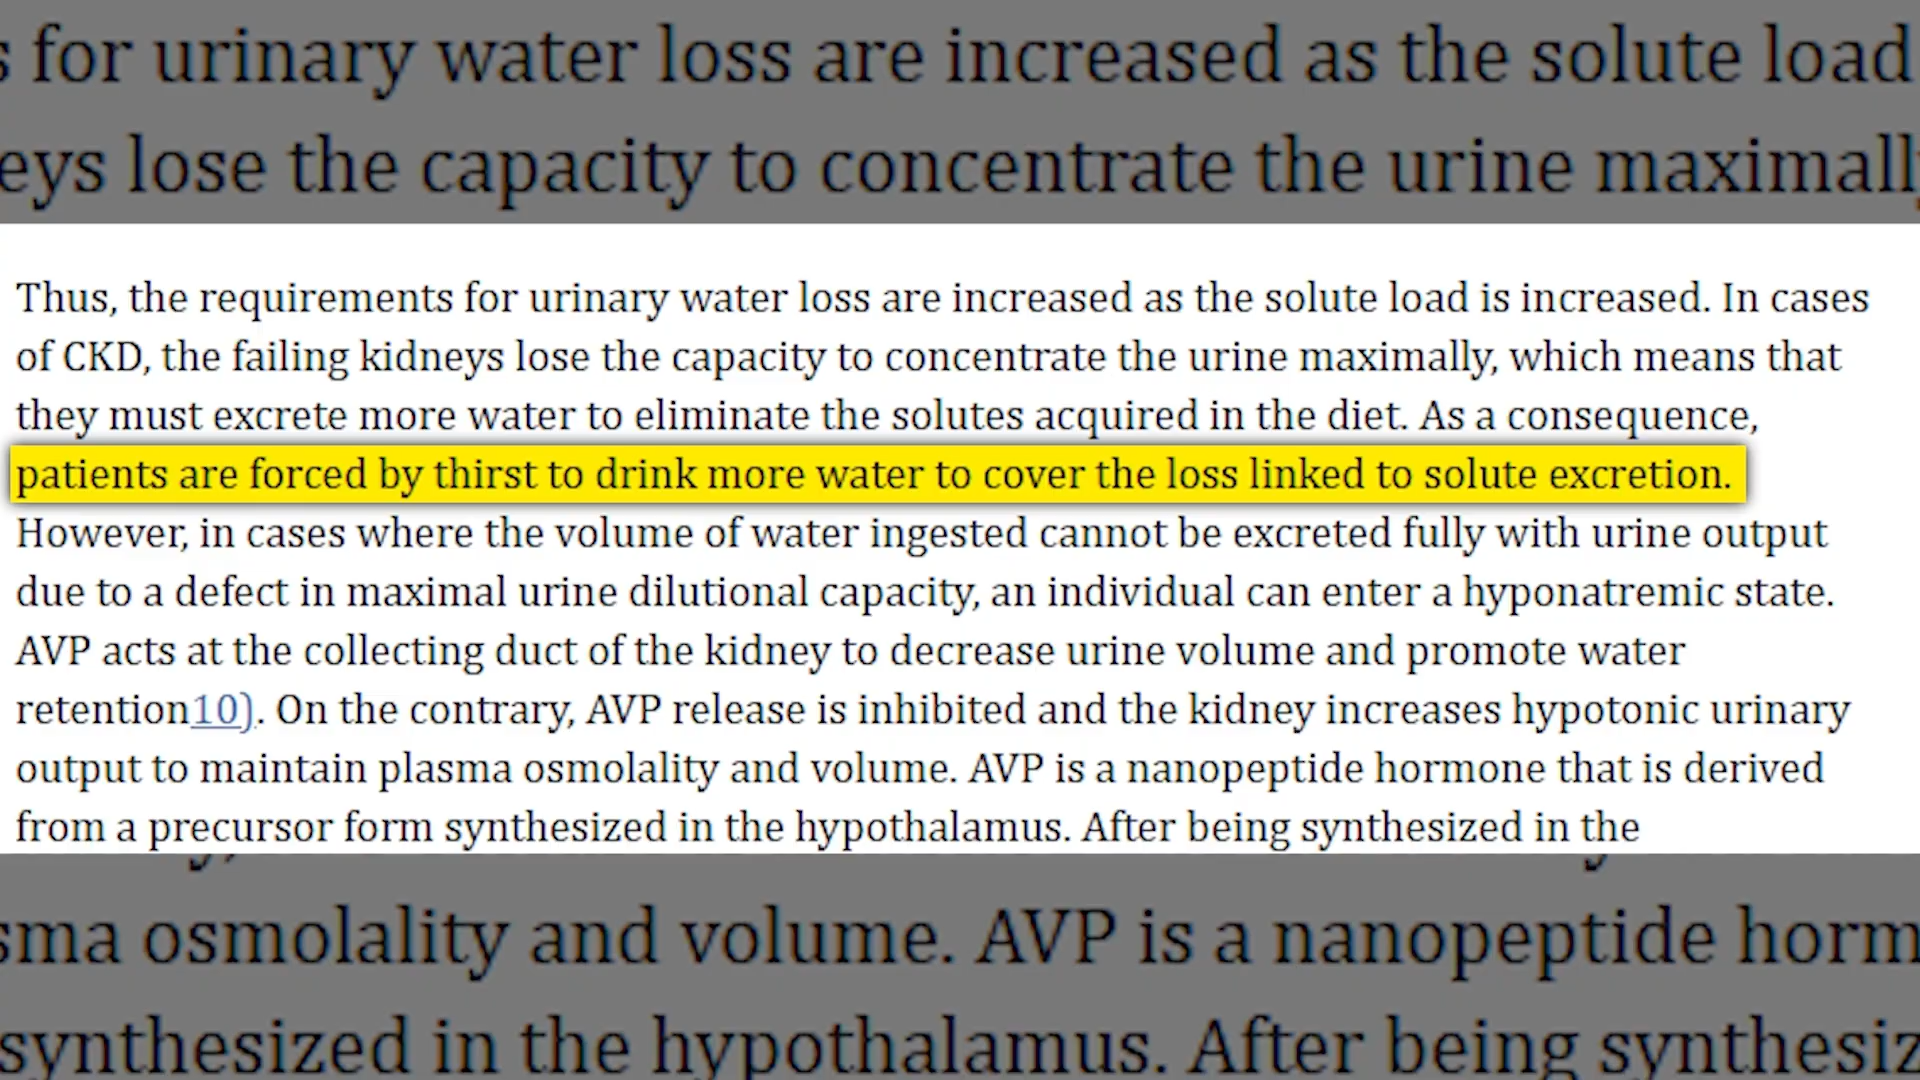 s for urinary water loss are increased as the solute load
eys lose the capacity to concentrate the urine maximally
Thus, the requirements for urinary water loss are increased as the solute load is increased. In cases
of CKD, the failing kidneys lose the capacity to concentrate the urine maximally, which means that
they must excrete more water to eliminate the solutes acquired in the diet. As a consequence,
patients are forced by thirst to drink more water to cover the loss linked to solute excretion.
However, in cases where the volume of water ingested cannot be excreted fully with urine output
due to a defect in maximal urine dilutional capacity, an individual can enter a hyponatremic state.
AVP acts at the collecting duct of the kidney to decrease urine volume and promote water
retention10). On the contrary, AVP release is inhibited and the kidney increases hypotonic urinary
output to maintain plasma osmolality and volume. AVP is a nanopeptide hormone that is derived
from a precursor form synthesized in the hypothalamus. After being synthesized in the
sma osmolality and volume. AVP is a nanopeptide horm
synthesized in the hypothalamus. After being synthesiz